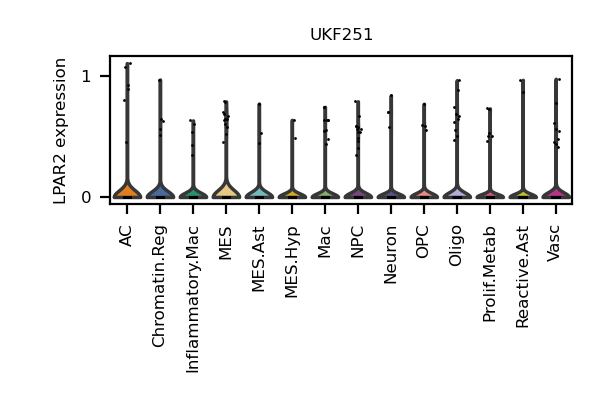 UKF251
LPAR2 expression
1
0
AC
Chromatin.Reg
Inflammatory.Mac
MES
MES.Ast
MES.Hyp
Mac
NPC
Neuron
OPC
Oligo
Prolif.Metab
Reactive.Ast
Vasc